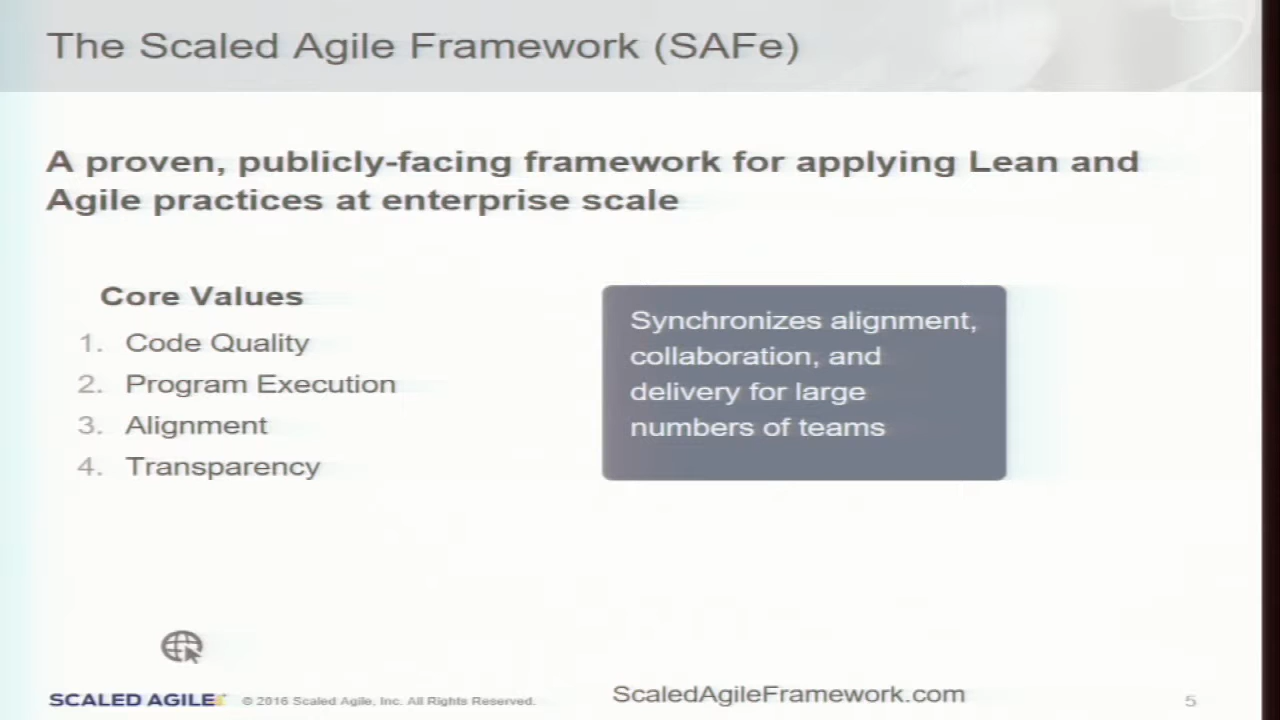 The Scaled Agile Framework (SAFe)
A proven, publicly-facing framework for applying Lean and
Agile practices at enterprise scale
Core Values
1. Code Quality
2. Program Execution
3. Alignment
4. Transparency
Synchronizes alignment,
collaboration, and
delivery for large
numbers of teams
SCALED AGILE © 2016 Scaled Agile, Inc. All Rights Reserved.
ScaledAgileFramework.com
5